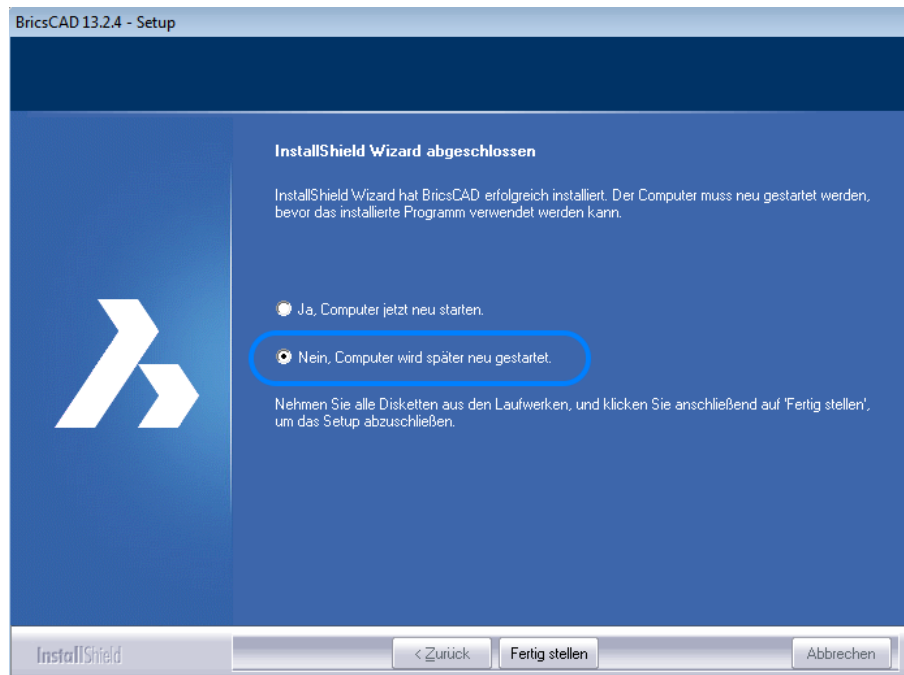 BricsCAD 13.2.4 - Setup
InstallShield Wizard abgeschlossen
InstallShield Wizard hat BricsCAD erfolgreich installiert. Der Computer muss neu gestartet werden,
bevor das installierte Programm verwendet werden kann.
Ja, Computer jetzt neu starten.
Nein, Computer wird später neu gestartet.
Nehmen Sie alle Disketten aus den Laufwerken, und klicken Sie anschließend auf 'Fertig stellen',
um das Setup abzuschließen.
InstallShield
< Zurück
Fertig stellen
Abbrechen